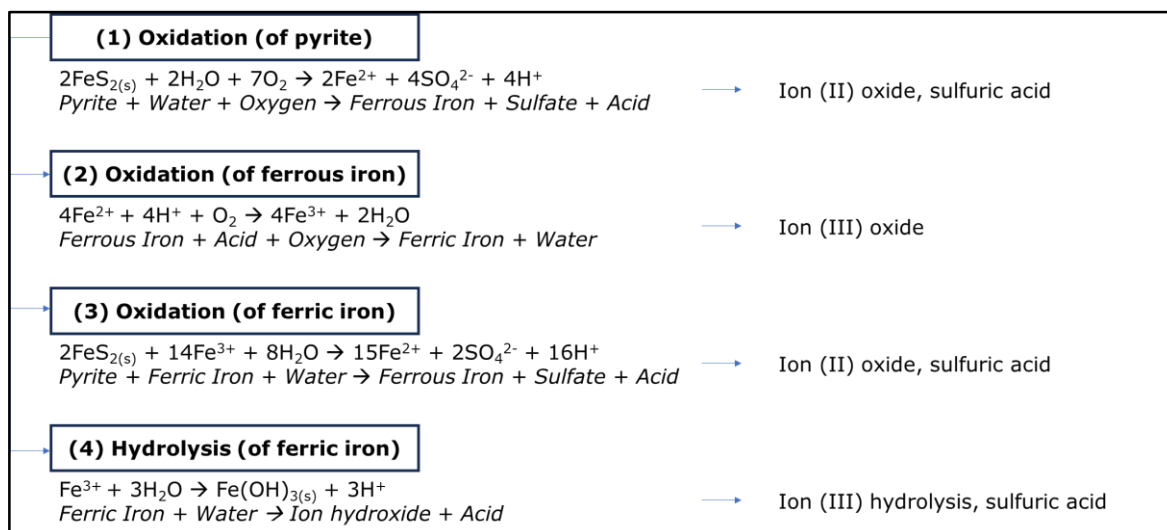 (1) Oxidation (of pyrite)
2FeS₂₍ₛ₎ + 2H₂O + 7O₂ → 2Fe²⁺ + 4SO₄²⁻ + 4H⁺
Pyrite + Water + Oxygen → Ferrous Iron + Sulfate + Acid
Ion (II) oxide, sulfuric acid
(2) Oxidation (of ferrous iron)
4Fe²⁺ + 4H⁺ + O₂ → 4Fe³⁺ + 2H₂O
Ferrous Iron + Acid + Oxygen → Ferric Iron + Water
Ion (III) oxide
(3) Oxidation (of ferric iron)
2FeS₂₍ₛ₎ + 14Fe³⁺ + 8H₂O → 15Fe²⁺ + 2SO₄²⁻ + 16H⁺
Pyrite + Ferric Iron + Water → Ferrous Iron + Sulfate + Acid
Ion (II) oxide, sulfuric acid
(4) Hydrolysis (of ferric iron)
Fe³⁺ + 3H₂O → Fe(OH)₃₍ₛ₎ + 3H⁺
Ferric Iron + Water → Ion hydroxide + Acid
Ion (III) hydrolysis, sulfuric acid